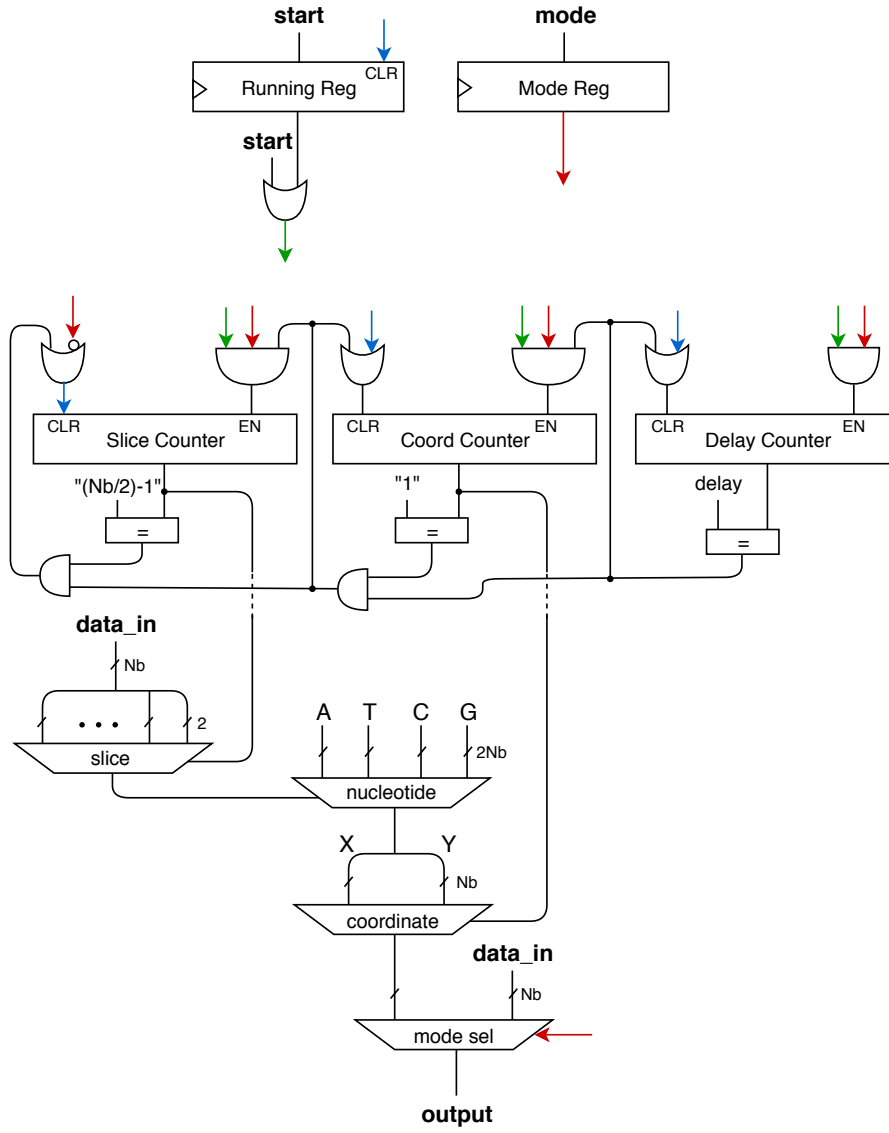 start
mode
CLR
Running Reg
Mode Reg
start
CLR
EN
Slice Counter
CLR
EN
Coord Counter
CLR
EN
Delay Counter
"(Nb/2)-1"
"1"
delay
=
=
=
data_in
Nb
2
slice
A
T
C
G
2Nb
nucleotide
X
Y
Nb
coordinate
data_in
Nb
mode sel
output